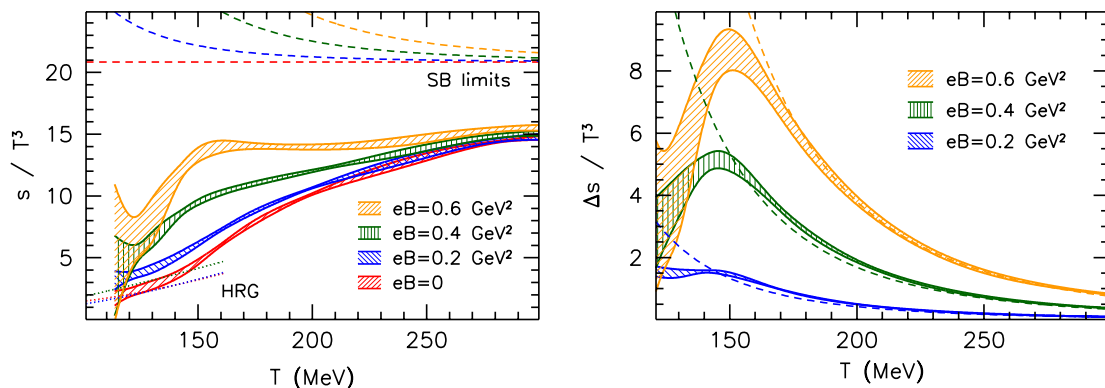 s / T³
20
15
10
5
SB limits
eB=0.6 GeV²
eB=0.4 GeV²
eB=0.2 GeV²
eB=0
HRG
150
200
250
T (MeV)
Δs / T³
8
6
4
2
eB=0.6 GeV²
eB=0.4 GeV²
eB=0.2 GeV²
150
200
250
T (MeV)